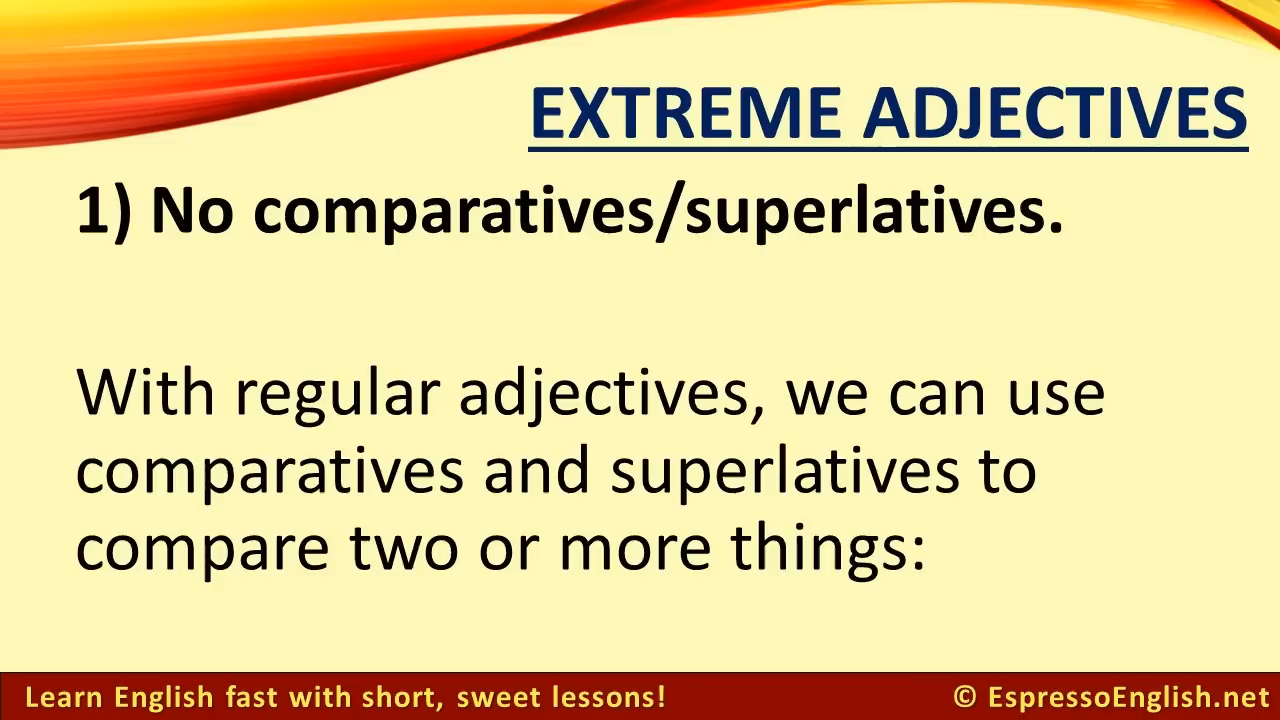 EXTREME ADJECTIVES
1) No comparatives/superlatives.
With regular adjectives, we can use
comparatives and superlatives to
compare two or more things:
Learn English fast with short, sweet lessons!
© EspressoEnglish.net